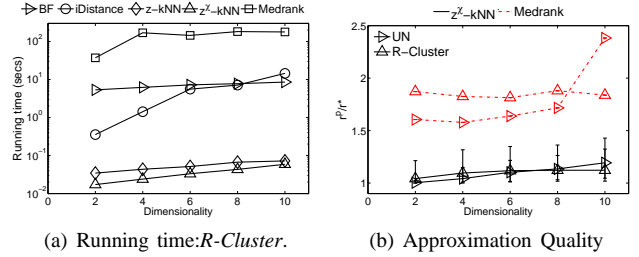 BF iDistance z-kNN zχ-kNN Medrank
10²
10¹
10⁰
10⁻¹
10⁻²
Running time (secs)
0 2 4 6 8 10
Dimensionality
(a) Running time:R-Cluster.
zχ-kNN Medrank
UN
R-Cluster
2.5
2
1.5
1
rᵖ/r*
0 2 4 6 8 10
Dimensionality
(b) Approximation Quality